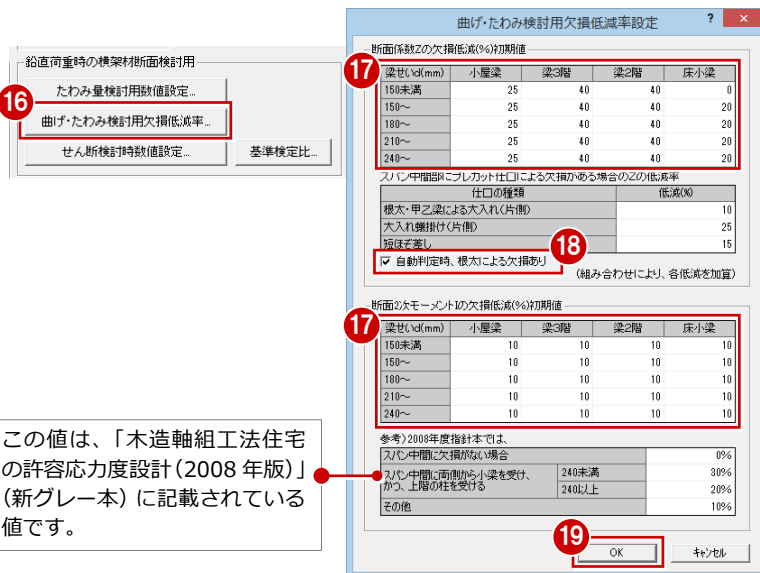 鉛直荷重時の横架材断面検討用
たわみ量検討用数値設定...
16
曲げ・たわみ検討用欠損低減率...
せん断検討時数値設定...
基準検定比...
曲げ・たわみ検討用欠損低減率設定
?
×
断面係数Zの欠損低減(%)初期値
17
梁せいd(mm) 小屋梁 梁3階 梁2階 床小梁
150未満 25 40 40 0
150～ 25 40 40 20
180～ 25 40 40 20
210～ 25 40 40 20
240～ 25 40 40 20
スパン中間部にプレカット仕口による欠損がある場合のZの低減率
仕口の種類 低減(%)
根太・甲乙梁による大入れ(片側) 10
大入れ蟻掛け(片側) 25
短ほぞ差し 15
18
自動判定時、根太による欠損あり
(組み合わせにより、各低減を加算)
断面2次モーメントIの欠損低減(%)初期値
17
梁せいd(mm) 小屋梁 梁3階 梁2階 床小梁
150未満 10 10 10 10
150～ 10 10 10 10
180～ 10 10 10 10
210～ 10 10 10 10
240～ 10 10 10 10
参考)2008年度指針本では、
スパン中間に欠損がない場合 0%
スパン中間に両側から小梁を受け、 240未満 30%
かつ、上階の柱を受ける 240以上 20%
その他 10%
19
OK
キャンセル
この値は、「木造軸組工法住宅
の許容応力度設計（2008 年版）」
（新グレー本）に記載されている
値です。